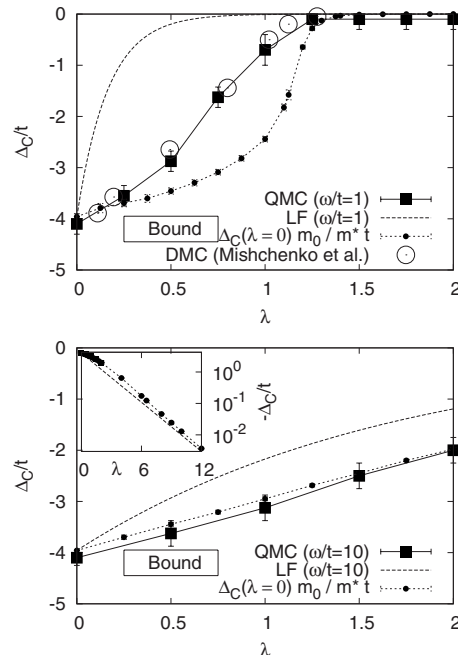 0
-1
-2
-3
-4
-5
Δ_C/t
Bound
QMC (ω/t=1)
LF (ω/t=1)
Δ_C(λ = 0) m_0 / m* t
DMC (Mishchenko et al.)
0 0.5 1 1.5 2
λ
0
-1
-2
-3
-4
-5
Δ_C/t
10^0
10^-1
10^-2
-Δ_C/t
0 λ 6 12
Bound
QMC (ω/t=10)
LF (ω/t=10)
Δ_C(λ = 0) m_0 / m* t
0 0.5 1 1.5 2
λ